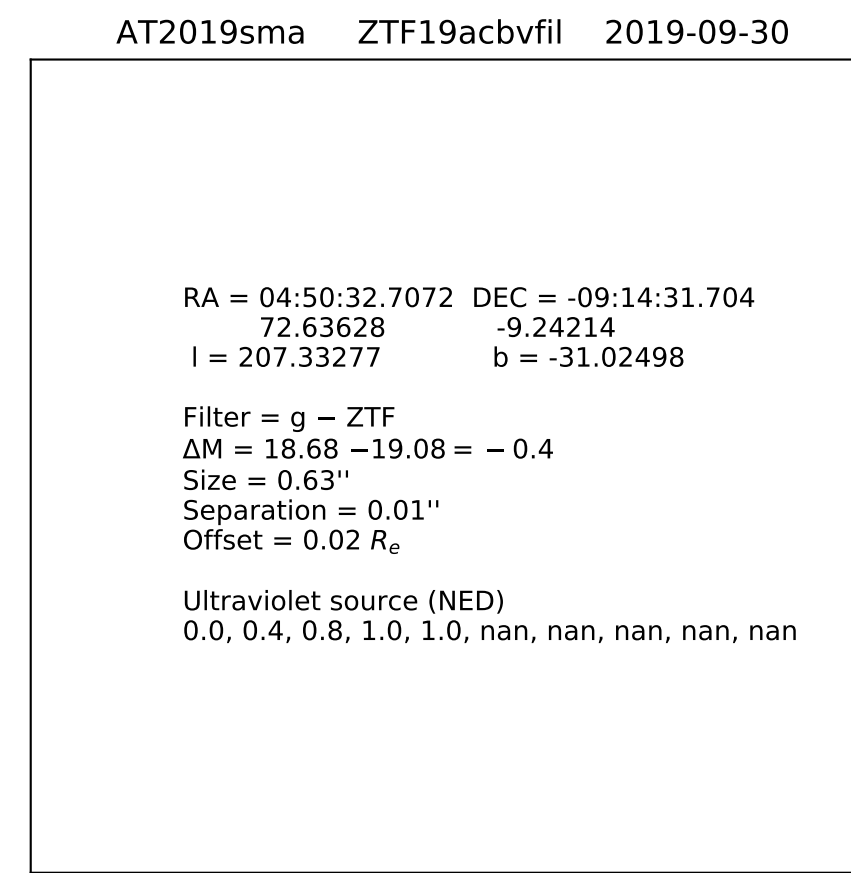 AT2019sma ZTF19acbvfil 2019-09-30
RA = 04:50:32.7072 DEC = -09:14:31.704
72.63628 -9.24214
l = 207.33277 b = -31.02498
Filter = g − ZTF
ΔM = 18.68 −19.08 = − 0.4
Size = 0.63''
Separation = 0.01''
Offset = 0.02 Rₑ
Ultraviolet source (NED)
0.0, 0.4, 0.8, 1.0, 1.0, nan, nan, nan, nan, nan